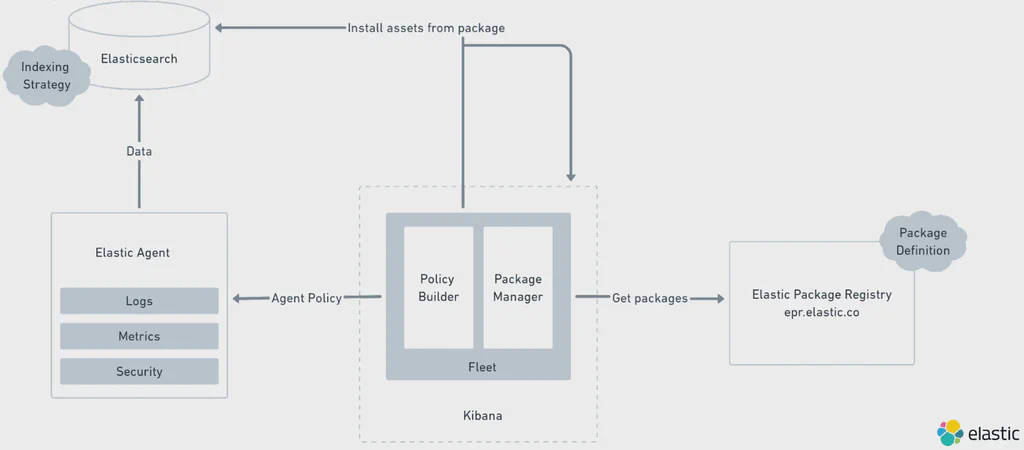 Install assets from package
Elasticsearch
Indexing
Strategy
Data
Elastic Agent
Logs
Metrics
Security
Agent Policy
Policy
Builder
Package
Manager
Fleet
Kibana
Get packages
Package
Definition
Elastic Package Registry
epr.elastic.co
elastic